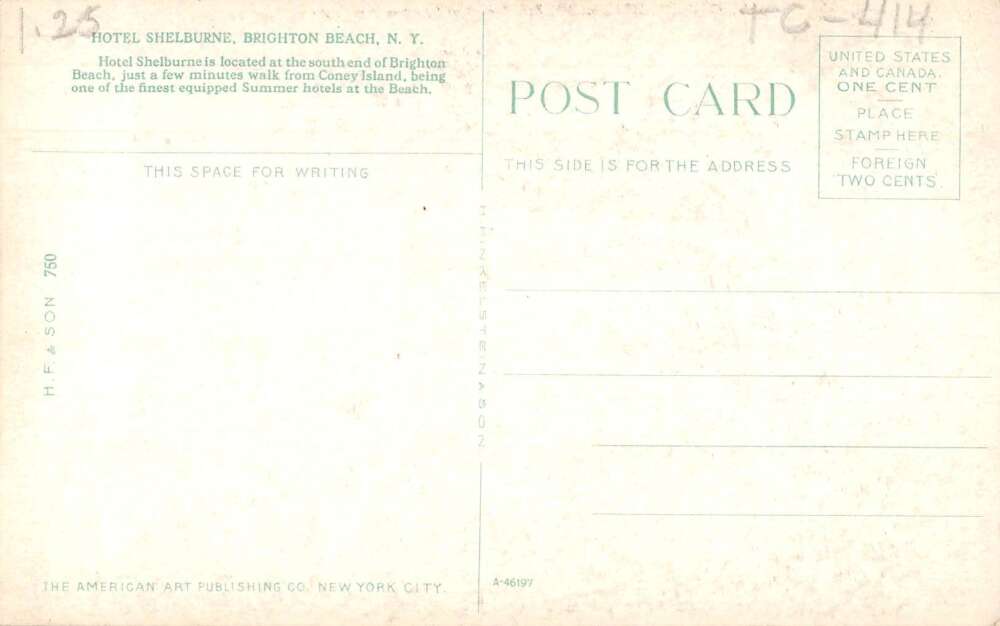 1.25
HOTEL SHELBURNE, BRIGHTON BEACH, N. Y.
Hotel Shelburne is located at the south end of Brighton
Beach, just a few minutes walk from Coney Island, being
one of the finest equipped Summer hotels at the Beach.
THIS SPACE FOR WRITING
H. F. & SON 750
THE AMERICAN ART PUBLISHING CO. NEW YORK CITY.
414
POST CARD
THIS SIDE IS FOR THE ADDRESS
UNITED STATES
AND CANADA.
ONE CENT
PLACE
STAMP HERE
FOREIGN
TWO CENTS.
A-46197